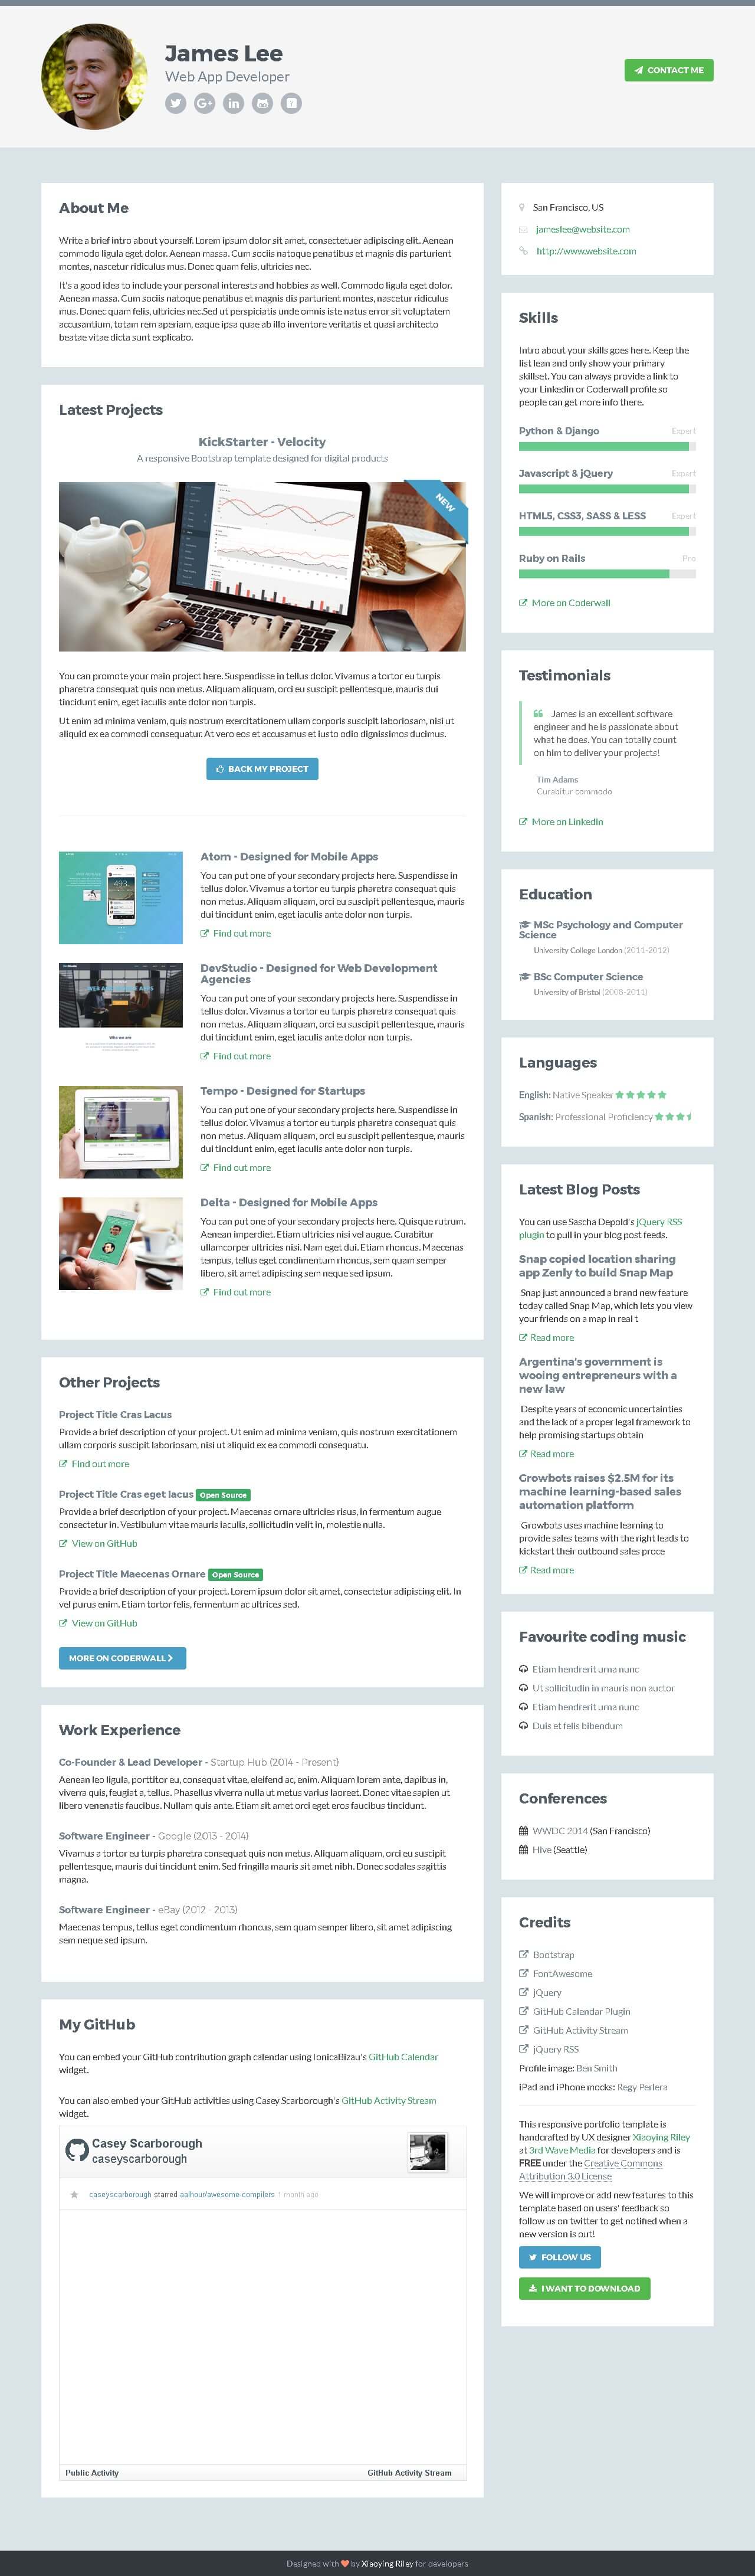 James Lee
Web App Developer
CONTACT ME
About Me
Write a brief intro about yourself. Lorem ipsum dolor sit amet, consectetuer adipiscing elit. Aenean
commodo ligula eget dolor. Aenean massa. Cum sociis natoque penatibus et magnis dis parturient
montes, nascetur ridiculus mus. Donec quam felis, ultricies nec.
It's a good idea to include your personal interests and hobbies as well. Commodo ligula eget dolor.
Aenean massa. Cum sociis natoque penatibus et magnis dis parturient montes, nascetur ridiculus
mus. Donec quam felis, ultricies nec.Sed ut perspiciatis unde omnis iste natus error sit voluptatem
accusantium, totam rem aperiam, eaque ipsa quae ab illo inventore veritatis et quasi architecto
beatae vitae dicta sunt explicabo.
Latest Projects
KickStarter - Velocity
A responsive Bootstrap template designed for digital products
NEW
You can promote your main project here. Suspendisse in tellus dolor. Vivamus a tortor eu turpis
pharetra consequat quis non metus. Aliquam aliquam, orci eu suscipit pellentesque, mauris dui
tincidunt enim, eget iaculis ante dolor non turpis.
Ut enim ad minima veniam, quis nostrum exercitationem ullam corporis suscipit laboriosam, nisi ut
aliquid ex ea commodi consequatur. At vero eos et accusamus et iusto odio dignissimos ducimus.
BACK MY PROJECT
493
Atom - Designed for Mobile Apps
You can put one of your secondary projects here. Suspendisse in
tellus dolor. Vivamus a tortor eu turpis pharetra consequat quis
non metus. Aliquam aliquam, orci eu suscipit pellentesque, mauris
dui tincidunt enim, eget iaculis ante dolor non turpis.
Find out more
Who we are
DevStudio - Designed for Web Development
Agencies
You can put one of your secondary projects here. Suspendisse in
tellus dolor. Vivamus a tortor eu turpis pharetra consequat quis
non metus. Aliquam aliquam, orci eu suscipit pellentesque, mauris
dui tincidunt enim, eget iaculis ante dolor non turpis.
Find out more
Tempo - Designed for Startups
You can put one of your secondary projects here. Suspendisse in
tellus dolor. Vivamus a tortor eu turpis pharetra consequat quis
non metus. Aliquam aliquam, orci eu suscipit pellentesque, mauris
dui tincidunt enim, eget iaculis ante dolor non turpis.
Find out more
Delta - Designed for Mobile Apps
You can put one of your secondary projects here. Quisque rutrum.
Aenean imperdiet. Etiam ultricies nisi vel augue. Curabitur
ullamcorper ultricies nisi. Nam eget dui. Etiam rhoncus. Maecenas
tempus, tellus eget condimentum rhoncus, sem quam semper
libero, sit amet adipiscing sem neque sed ipsum.
Find out more
Other Projects
Project Title Cras Lacus
Provide a brief description of your project. Ut enim ad minima veniam, quis nostrum exercitationem
ullam corporis suscipit laboriosam, nisi ut aliquid ex ea commodi consequatu.
Find out more
Project Title Cras eget lacus Open Source
Provide a brief description of your project. Maecenas ornare ultricies risus, in fermentum augue
consectetur in. Vestibulum vitae mauris iaculis, sollicitudin velit in, molestie nulla.
View on GitHub
Project Title Maecenas Ornare Open Source
Provide a brief description of your project. Lorem ipsum dolor sit amet, consectetur adipiscing elit. In
vel purus enim. Etiam tortor felis, fermentum ac ultrices sed.
View on GitHub
MORE ON CODERWALL
Work Experience
Co-Founder & Lead Developer - Startup Hub (2014 - Present)
Aenean leo ligula, porttitor eu, consequat vitae, eleifend ac, enim. Aliquam lorem ante, dapibus in,
viverra quis, feugiat a, tellus. Phasellus viverra nulla ut metus varius laoreet. Donec vitae sapien ut
libero venenatis faucibus. Nullam quis ante. Etiam sit amet orci eget eros faucibus tincidunt.
Software Engineer - Google (2013 - 2014)
Vivamus a tortor eu turpis pharetra consequat quis non metus. Aliquam aliquam, orci eu suscipit
pellentesque, mauris dui tincidunt enim. Sed fringilla mauris sit amet nibh. Donec sodales sagittis
magna.
Software Engineer - eBay (2012 - 2013)
Maecenas tempus, tellus eget condimentum rhoncus, sem quam semper libero, sit amet adipiscing
sem neque sed ipsum.
My GitHub
You can embed your GitHub contribution graph calendar using IonicaBizau's GitHub Calendar
widget.
You can also embed your GitHub activities using Casey Scarborough's GitHub Activity Stream
widget.
Casey Scarborough
caseyscarborough
caseyscarborough starred aalhour/awesome-compilers 1 month ago
Public Activity
GitHub Activity Stream
San Francisco, US
jameslee@website.com
http://www.website.com
Skills
Intro about your skills goes here. Keep the
list lean and only show your primary
skillset. You can always provide a link to
your Linkedin or Coderwall profile so
people can get more info there.
Python & Django Expert
Javascript & jQuery Expert
HTML5, CSS3, SASS & LESS Expert
Ruby on Rails Pro
More on Coderwall
Testimonials
James is an excellent software
engineer and he is passionate about
what he does. You can totally count
on him to deliver your projects!
Tim Adams
Curabitur commodo
More on Linkedin
Education
MSc Psychology and Computer
Science
University College London (2011-2012)
BSc Computer Science
University of Bristol (2008-2011)
Languages
English: Native Speaker
Spanish: Professional Proficiency
Latest Blog Posts
You can use Sascha Depold's jQuery RSS
plugin to pull in your blog post feeds.
Snap copied location sharing
app Zenly to build Snap Map
Snap just announced a brand new feature
today called Snap Map, which lets you view
your friends on a map in real t
Read more
Argentina's government is
wooing entrepreneurs with a
new law
Despite years of economic uncertainties
and the lack of a proper legal framework to
help promising startups obtain
Read more
Growbots raises $2.5M for its
machine learning-based sales
automation platform
Growbots uses machine learning to
provide sales teams with the right leads to
kickstart their outbound sales proce
Read more
Favourite coding music
Etiam hendrerit urna nunc
Ut sollicitudin in mauris non auctor
Etiam hendrerit urna nunc
Duis et felis bibendum
Conferences
WWDC 2014 (San Francisco)
Hive (Seattle)
Credits
Bootstrap
FontAwesome
jQuery
GitHub Calendar Plugin
GitHub Activity Stream
jQuery RSS
Profile image: Ben Smith
iPad and iPhone mocks: Regy Perlera
This responsive portfolio template is
handcrafted by UX designer Xiaoying Riley
at 3rd Wave Media for developers and is
FREE under the Creative Commons
Attribution 3.0 License
We will improve or add new features to this
template based on users' feedback so
follow us on twitter to get notified when a
new version is out!
FOLLOW US
I WANT TO DOWNLOAD
Designed with by Xiaoying Riley for developers